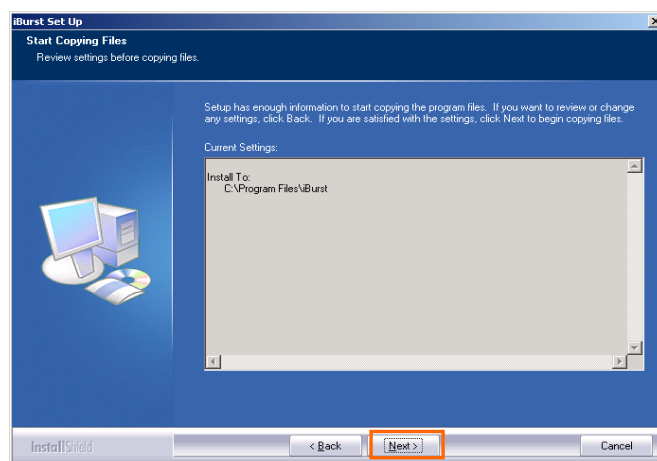 iBurst Set Up
Start Copying Files
Review settings before copying files.
Setup has enough information to start copying the program files. If you want to review or change
any settings, click Back. If you are satisfied with the settings, click Next to begin copying files.
Current Settings:
Install To:
C:\Program Files\iBurst
InstallShield
< Back
Next >
Cancel